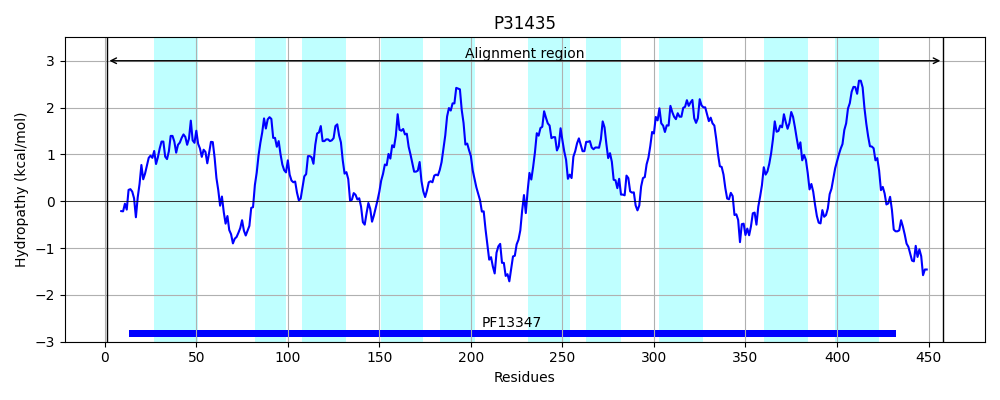 P31435
Alignment region
3
2
1
0
−1
−2
−3
Hydropathy (kcal/mol)
PF13347
0 50 100 150 200 250 300 350 400 450
Residues